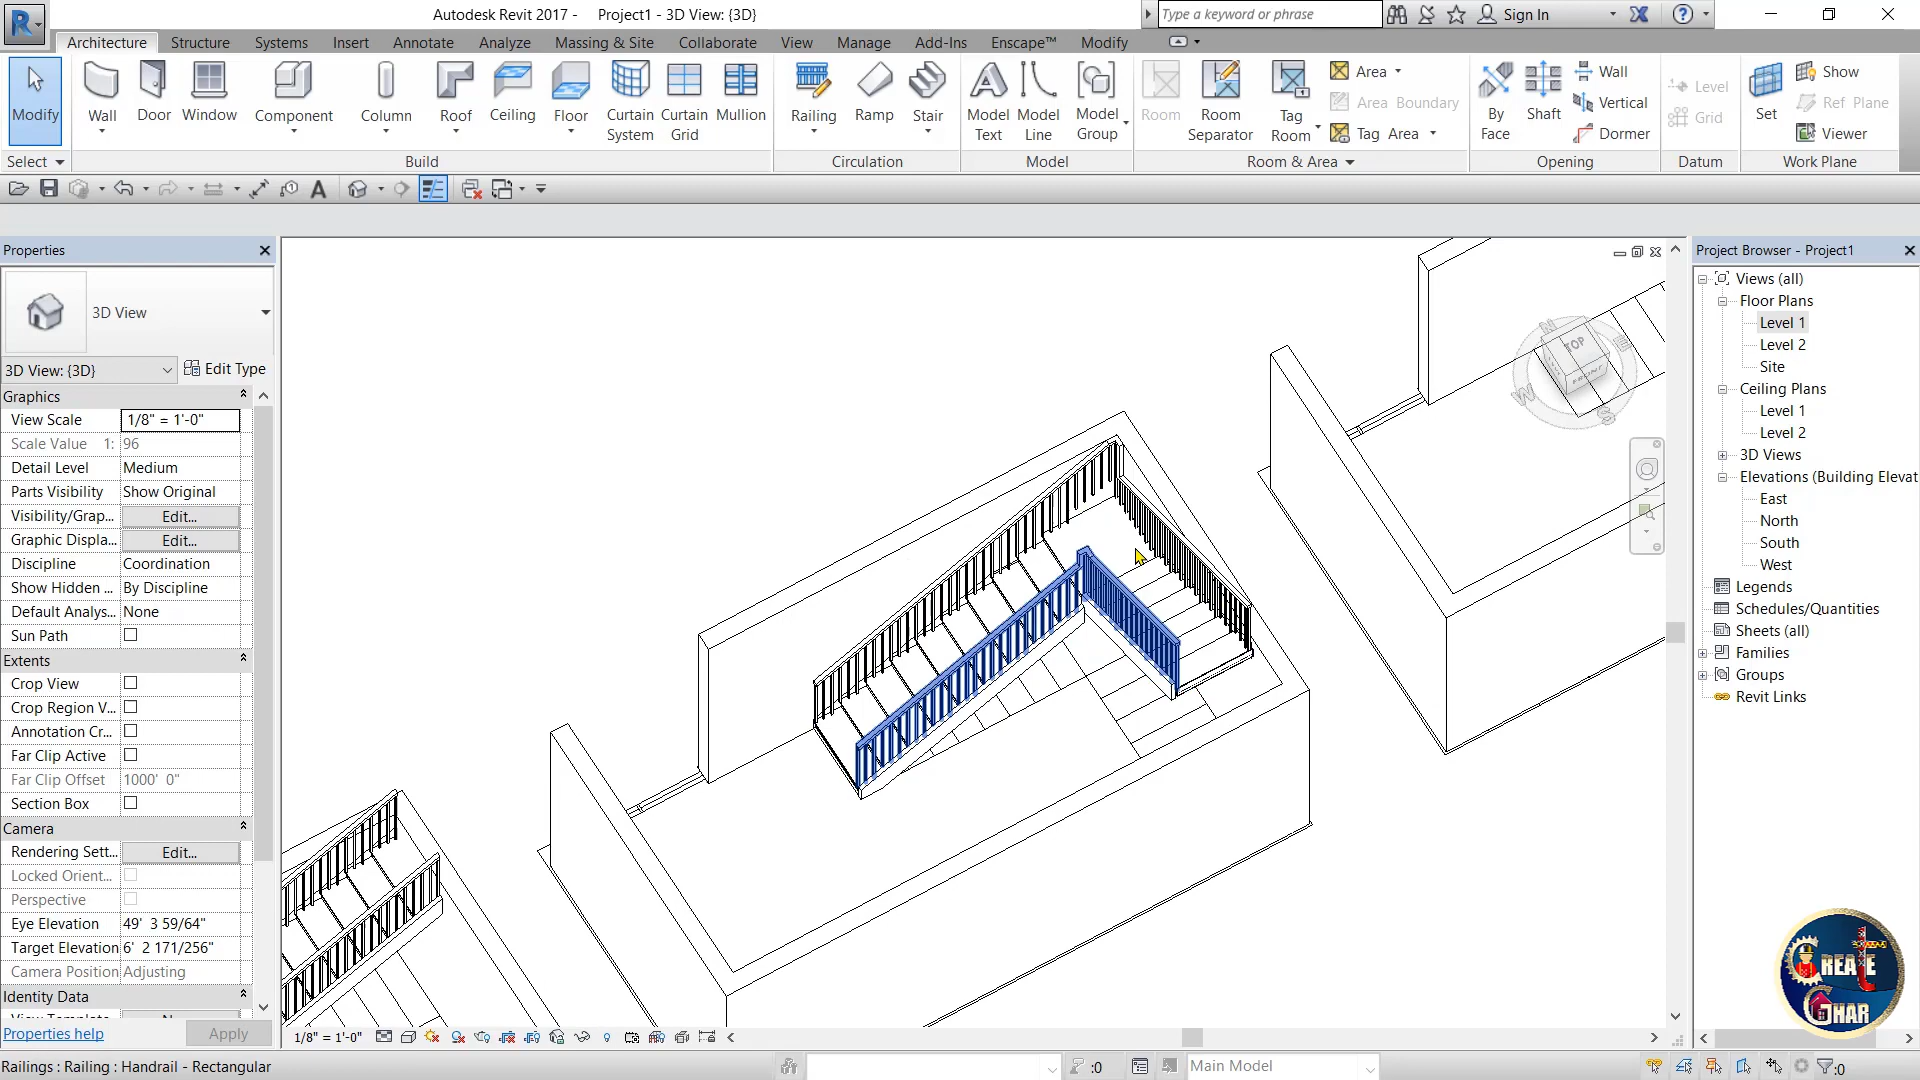 Autodesk Revit 2017 -     Project1 - 3D View: {3D}
Type a keyword or phrase
Sign In
Architecture Structure Systems Insert Annotate Analyze Massing & Site Collaborate View Manage Add-Ins Enscape™ Modify
Modify
Wall
Door
Window
Component
Column
Roof
Ceiling
Floor
Curtain System
Curtain Grid
Mullion
Railing
Ramp
Stair
Model Text
Model Line
Model Group
Room
Room Separator
Tag Room
Area
Area Boundary
Tag Area
By Face
Shaft
Wall
Vertical
Dormer
Level
Grid
Set
Show
Ref Plane
Viewer
Select
Build
Circulation
Model
Room & Area
Opening
Datum
Work Plane
Properties
3D View
3D View: {3D}
Edit Type
Graphics
View Scale 1/8" = 1'-0"
Scale Value 1: 96
Detail Level Medium
Parts Visibility Show Original
Visibility/Grap... Edit...
Graphic Displa... Edit...
Discipline Coordination
Show Hidden ... By Discipline
Default Analys... None
Sun Path
Extents
Crop View
Crop Region V...
Annotation Cr...
Far Clip Active
Far Clip Offset 1000' 0"
Section Box
Camera
Rendering Sett... Edit...
Locked Orient...
Perspective
Eye Elevation 49' 3 59/64"
Target Elevation 6' 2 171/256"
Camera Position Adjusting
Identity Data
Properties help
Apply
TOP
FRONT
N
E
S
W
1/8" = 1'-0"
Project Browser - Project1
Views (all)
Floor Plans
Level 1
Level 2
Site
Ceiling Plans
Level 1
Level 2
3D Views
Elevations (Building Elevat
East
North
South
West
Legends
Schedules/Quantities
Sheets (all)
Families
Groups
Revit Links
CREATE
GHAR
Railings : Railing : Handrail - Rectangular
:0
Main Model
:0